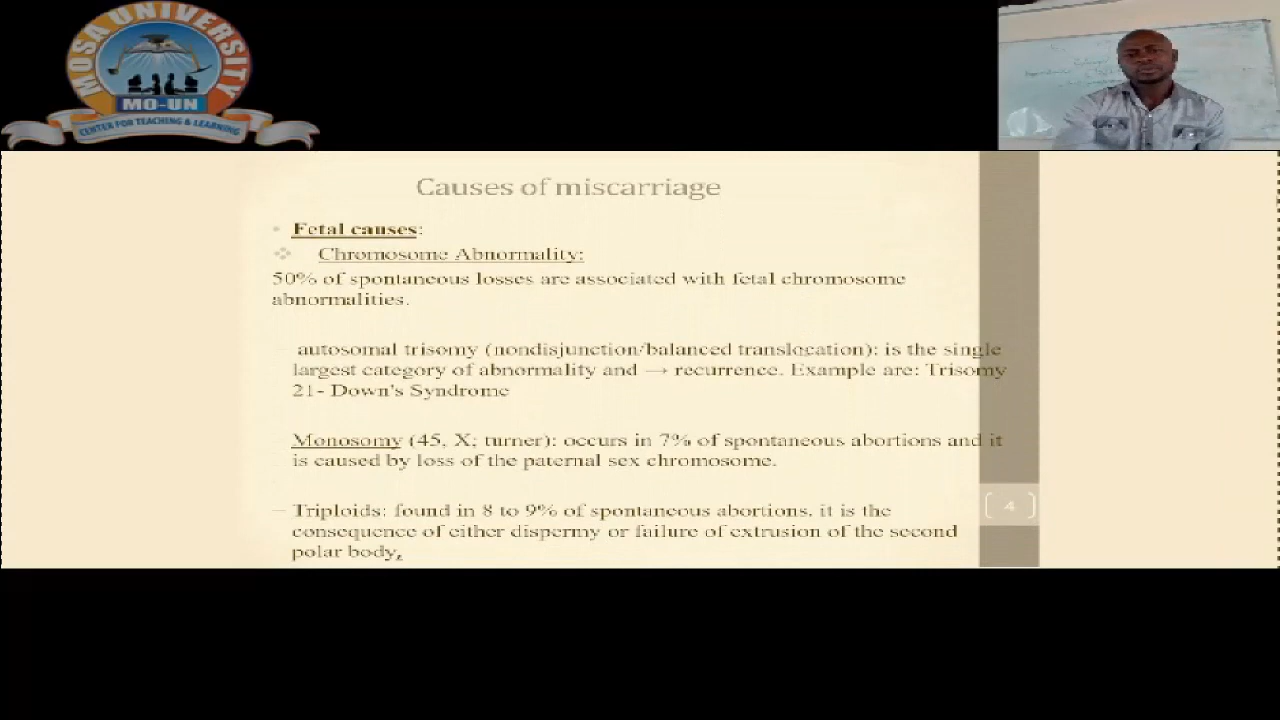 MOSA UNIVERSITY
MO-UN
CENTER FOR TEACHING & LEARNING
Causes of miscarriage
Fetal causes:
Chromosome Abnormality:
50% of spontaneous losses are associated with fetal chromosome
abnormalities.
autosomal trisomy (nondisjunction/balanced translocation): is the single
largest category of abnormality and → recurrence. Example are: Trisomy
21- Down's Syndrome
Monosomy (45, X; turner): occurs in 7% of spontaneous abortions and it
is caused by loss of the paternal sex chromosome.
4
Triploids: found in 8 to 9% of spontaneous abortions. it is the
consequence of either dispermy or failure of extrusion of the second
polar body,